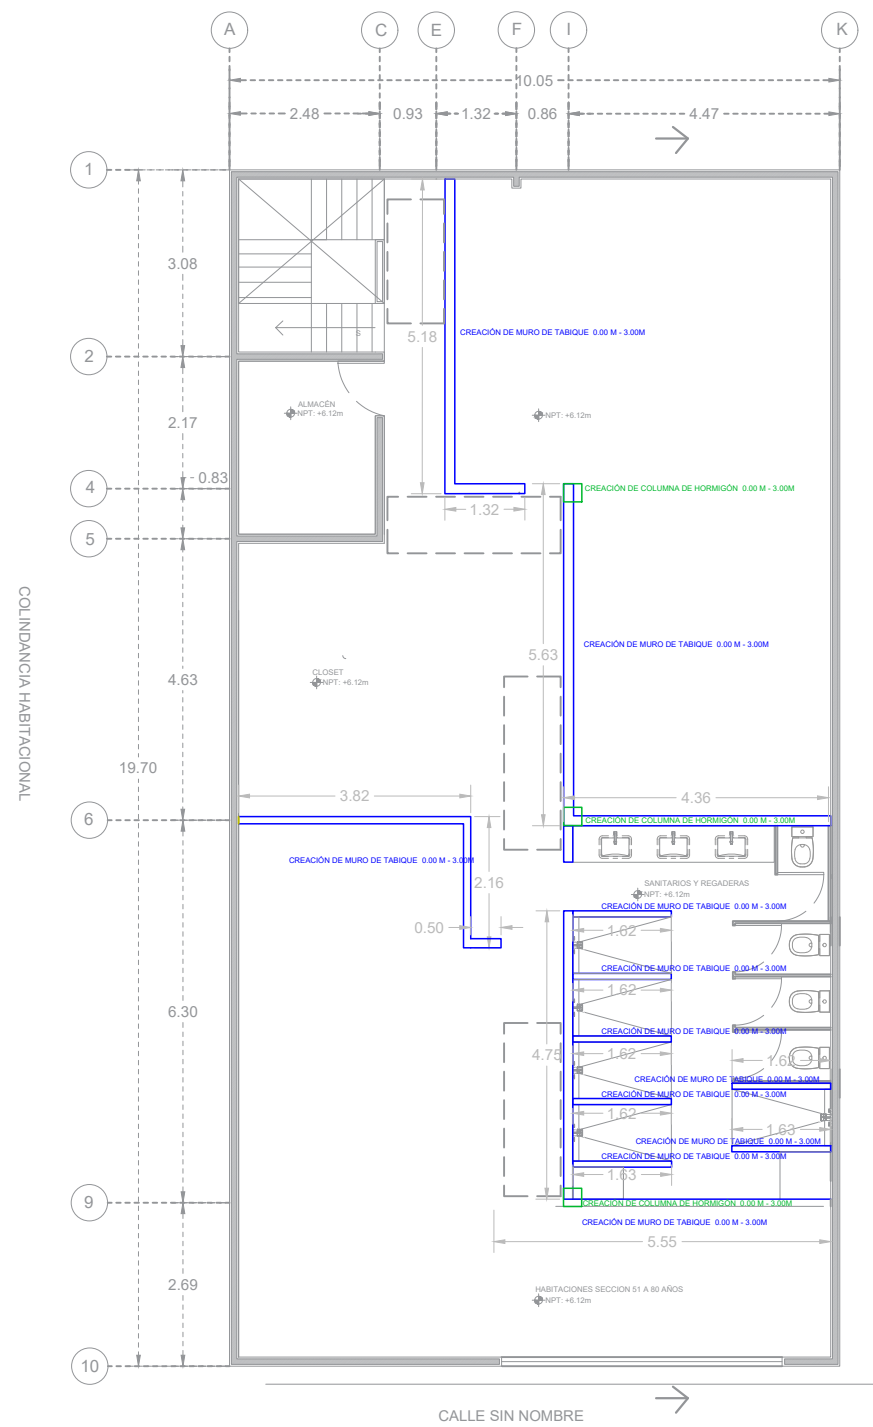 A
C
E
F
I
K
10.05
2.48
0.93
1.32
0.86
4.47
1
3.08
S
CREACIÓN DE MURO DE TABIQUE 0.00 M - 3.00M
5.18
2
ALMACÉN
NPT: +6.12m
NPT: +6.12m
2.17
0.83
4
CREACIÓN DE COLUMNA DE HORMIGÓN 0.00 M - 3.00M
1.32
5
COLINDANCIA HABITACIONAL
CREACIÓN DE MURO DE TABIQUE 0.00 M - 3.00M
5.63
CLOSET
NPT: +6.12m
4.63
19.70
3.82
4.36
6
CREACIÓN DE COLUMNA DE HORMIGÓN 0.00 M - 3.00M
CREACIÓN DE MURO DE TABIQUE 0.00 M - 3.00M
2.16
SANITARIOS Y REGADERAS
NPT: +6.12m
CREACIÓN DE MURO DE TABIQUE 0.00 M - 3.00M
0.50
1.62
CREACIÓN DE MURO DE TABIQUE 0.00 M - 3.00M
1.62
6.30
CREACIÓN DE MURO DE TABIQUE 0.00 M - 3.00M
4.75
1.62
1.62
CREACIÓN DE MURO DE TABIQUE 0.00 M - 3.00M
CREACIÓN DE MURO DE TABIQUE 0.00 M - 3.00M
1.62
1.63
CREACIÓN DE MURO DE TABIQUE 0.00 M - 3.00M
CREACIÓN DE MURO DE TABIQUE 0.00 M - 3.00M
1.63
9
CREACIÓN DE COLUMNA DE HORMIGÓN 0.00 M - 3.00M
CREACIÓN DE MURO DE TABIQUE 0.00 M - 3.00M
5.55
2.69
HABITACIONES SECCION 51 A 80 AÑOS
NPT: +6.12m
10
CALLE SIN NOMBRE